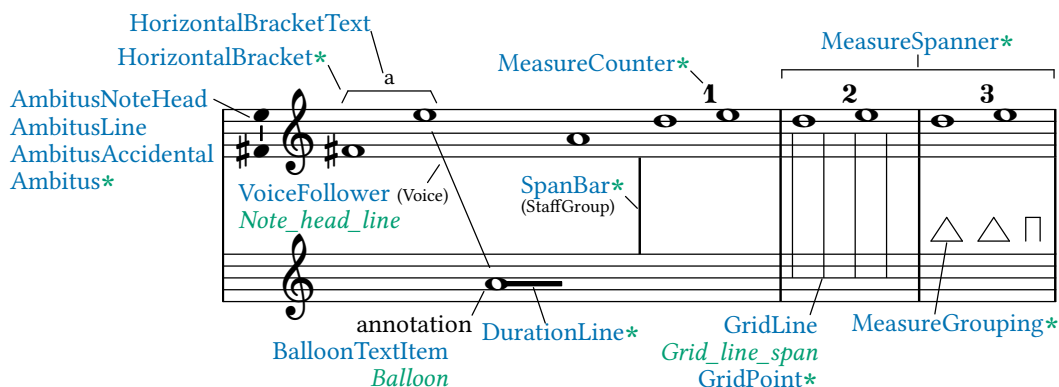 HorizontalBracketText
HorizontalBracket*
a
MeasureCounter*
MeasureSpanner*
1
2
3
AmbitusNoteHead
AmbitusLine
AmbitusAccidental
Ambitus*
VoiceFollower (Voice)
Note_head_line
SpanBar*
(StaffGroup)
annotation
BalloonTextItem
Balloon
DurationLine*
GridLine
Grid_line_span
GridPoint*
MeasureGrouping*